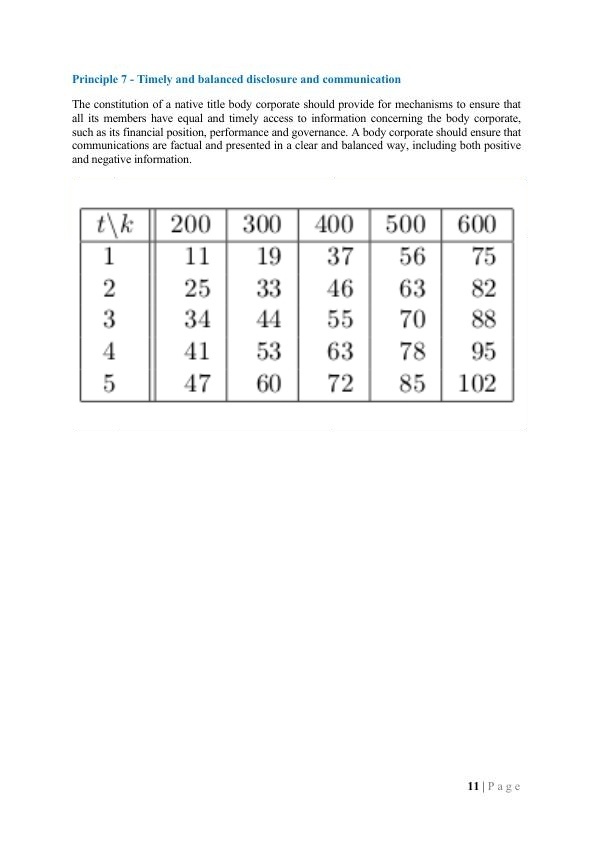 Principle 7 - Timely and balanced disclosure and communication
The constitution of a native title body corporate should provide for mechanisms to ensure that
all its members have equal and timely access to information concerning the body corporate,
such as its financial position, performance and governance. A body corporate should ensure that
communications are factual and presented in a clear and balanced way, including both positive
and negative information.
t\k 200 300 400 500 600
1 11 19 37 56 75
2 25 33 46 63 82
3 34 44 55 70 88
4 41 53 63 78 95
5 47 60 72 85 102
11 | P a g e